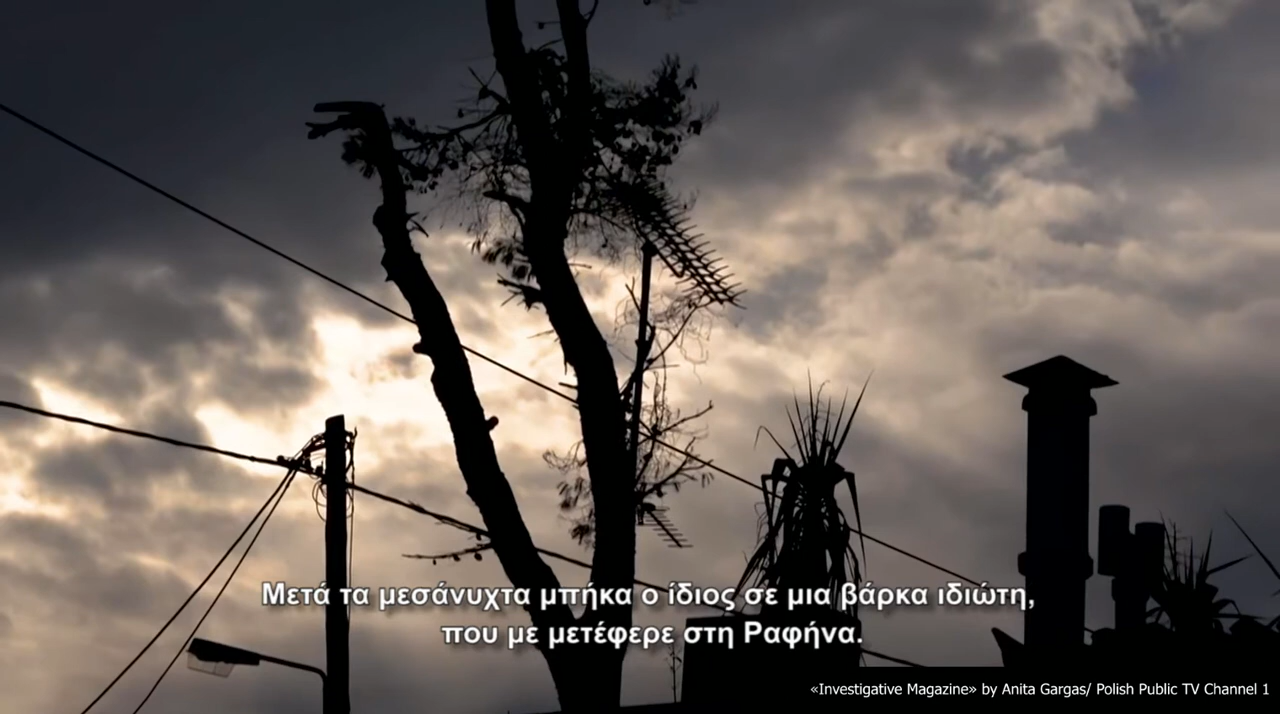 Μετά τα μεσάνυχτα μπήκα ο ίδιος σε μια βάρκα ιδιώτη,
που με μετέφερε στη Ραφήνα.
«Investigative Magazine» by Anita Gargas/ Polish Public TV Channel 1